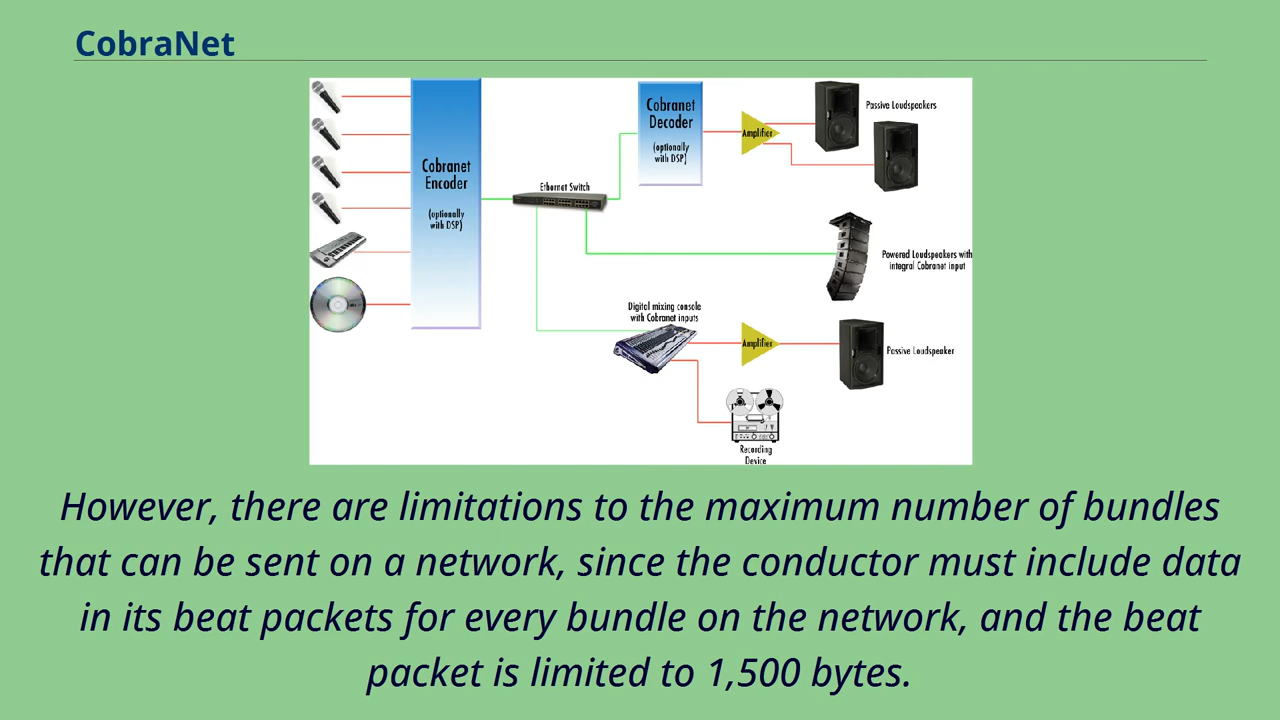 CobraNet
Cobranet
Encoder
(optionally
with DSP)
Ethernet Switch
Cobranet
Decoder
(optionally
with DSP)
Amplifier
Passive Loudspeakers
Powered Loudspeakers with
integral Cobranet input
Digital mixing console
with Cobranet inputs
Amplifier
Passive Loudspeaker
Recording
Device
However, there are limitations to the maximum number of bundles
that can be sent on a network, since the conductor must include data
in its beat packets for every bundle on the network, and the beat
packet is limited to 1,500 bytes.